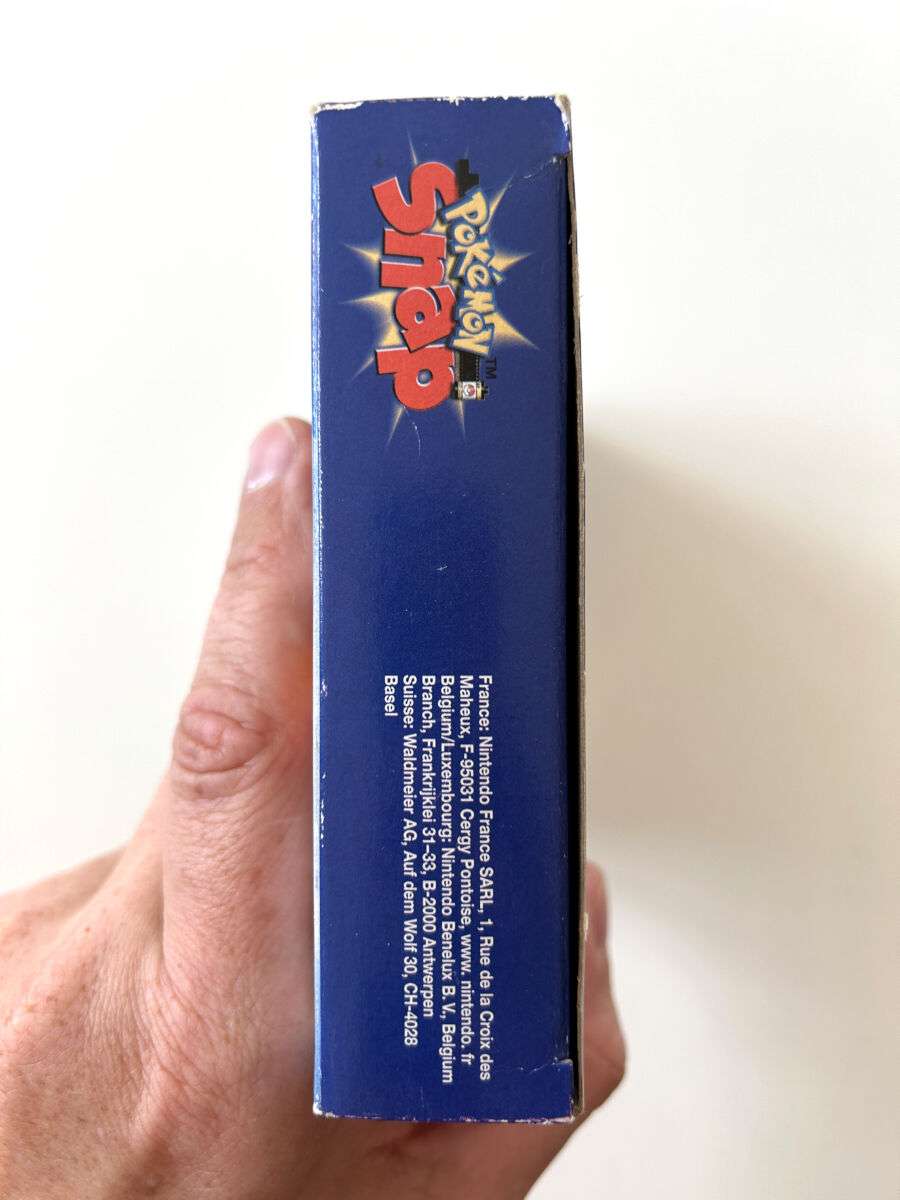 POKéMON™
Snap
France: Nintendo France SARL, 1, Rue de la Croix des
Maheux, F-95031 Cergy Pontoise, www. nintendo. fr
Belgium/Luxembourg: Nintendo Benelux B. V., Belgium
Branch, Frankrijklei 31–33, B-2000 Antwerpen
Suisse: Waldmeier AG, Auf dem Wolf 30, CH-4028
Basel